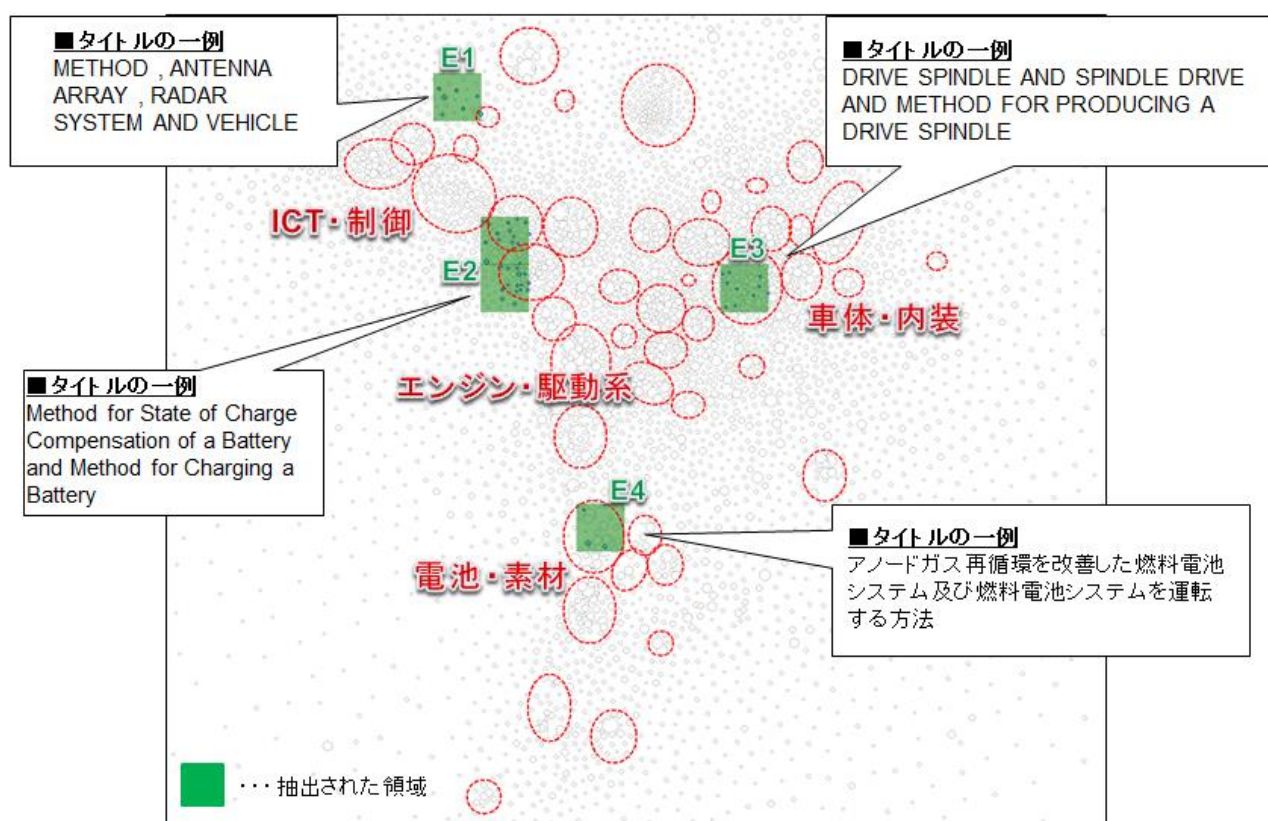 ■タイトルの一例
METHOD , ANTENNA
ARRAY , RADAR
SYSTEM AND VEHICLE
E1
■タイトルの一例
DRIVE SPINDLE AND SPINDLE DRIVE
AND METHOD FOR PRODUCING A
DRIVE SPINDLE
ICT・制御
E2
E3
車体・内装
■タイトルの一例
Method for State of Charge
Compensation of a Battery
and Method for Charging a
Battery
エンジン・駆動系
E4
電池・素材
■タイトルの一例
アノードガス再循環を改善した燃料電池
システム及び燃料電池システムを運転
する方法
・・・抽出された領域